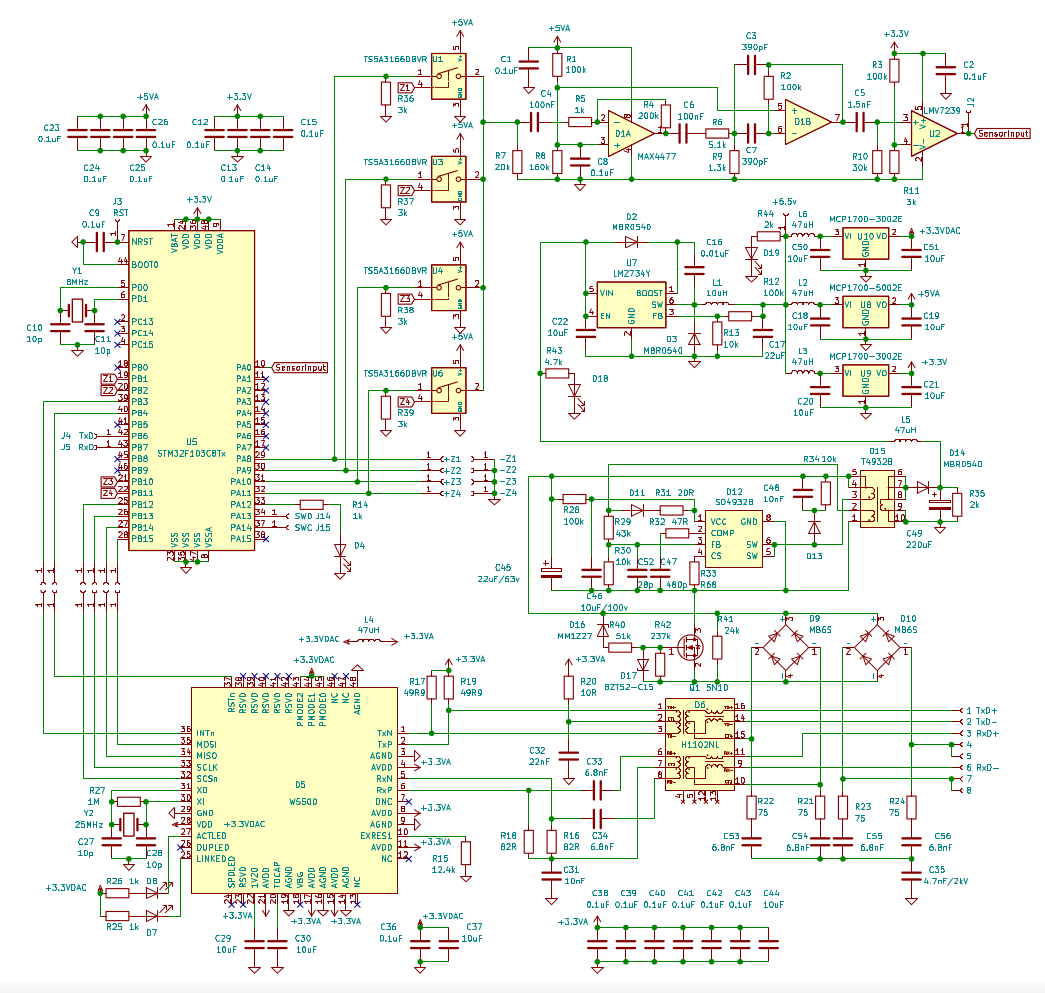 +5VA
TS5A3166DBVR U1
Z1
R36
3k
C23
0.1uF
C24
0.1uF
C25
0.1uF
C26
0.1uF
+5VA
C12
0.1uF
C13
0.1uF
C14
0.1uF
C15
0.1uF
+3.3V
+5VA
TS5A3166DBVR U3
Z2
R37
3k
+5VA
TS5A3166DBVR U4
Z3
R38
3k
+5VA
TS5A3166DBVR U6
Z4
R39
3k
C1
0.1uF
+5VA
R1
100k
C4
100nF
R5
1k
R4
200k
D1A
MAX4477
R7
20k
R8
160k
C8
0.1uF
C6
100nF
R6
5.1k
R9
1.3k
C3
390pF
R2
100k
C7
390pF
D1B
C5
1.5nF
+3.3V
R3
100k
C2
0.1uF
LMV7239
U2
J2
SensorInput
R10
30k
R11
3k
J3
RST
C9
0.1uF
+3.3V
Y1
8MHz
C10
10p
C11
10p
NRST
BOOT0
PD0
PD1
PC13
PC14
PC15
PB0
PB1
PB2
PB3
PB4
PB5
PB6
PB7
PB8
PB9
PB10
PB11
PB12
PB13
PB14
PB15
VBAT
VDD
VDD
VDD
VDDA
VSS
VSS
VSS
VSSA
PA0
PA1
PA2
PA3
PA4
PA5
PA6
PA7
PA8
PA9
PA10
PA11
PA12
PA13
PA14
PA15
U5
STM32F103C8Tx
SensorInput
Z1
Z2
Z3
Z4
J4 TxD
J5 RxD
SWD J14
SWC J15
R14
1k
D4
+Z1
+Z2
+Z3
+Z4
-Z1
-Z2
-Z3
-Z4
D2
MBR0540
U7
LM2734Y
VIN
EN
GND
BOOST
SW
FB
C22
10uF
C16
0.01uF
L1
10uH
D3
MBR0540
R13
10k
R12
100k
C17
22uF
R43
4.7k
D18
R44
2k
D19
+5.5v
L6
47uH
C50
10uF
MCP1700-3002E
VI U10 VO
GND
+3.3VDAC
C51
10uF
L2
47uH
C18
10uF
MCP1700-5002E
VI U8 VO
GND
+5VA
C19
10uF
L3
47uH
C20
10uF
MCP1700-3002E
VI U9 VO
GND
+3.3V
C21
10uF
L5
47uH
D15
T4932B
D14
MBR0540
R35
2k
C49
220uF
R34 10k
C48
10nF
D13
D12
SD4932B
VCC
COMP
FB
CS
GND
SW
SW
D11
R31 20R
R32 47R
R28
100k
R29
43k
R30
10k
C52
28p
C47
480p
R33
R68
C45
22uF/63v
C46
10uF/100v
D16
MM1Z27
R40
51k
R42
237k
D17
BZT52-C15
Q1 SN1D
R41
24k
D9
MB6S
D10
MB6S
+3.3VDAC
L4
47uH
+3.3VA
+3.3VDAC
RSTn
RSVD
RSVD
RSVD
RSVD
RSVD
PMODE2
PMODE1
PMODE0
NC
NC
AGND
INTn
MOSI
MISO
SCLK
SCSn
XO
XI
GND
VDD
ACTLED
DUPLED
LINKED
D5
W5500
+3.3VDAC
TxN
TxP
AGND
AVDD
RxN
RxP
DNC
AVDD
AGND
EXRES1
AVDD
NC
SPDLED
RSVD
1V2O
AVDD
TOCAP
AGND
VBG
AVDD
AGND
AVDD
AGND
NC
+3.3VA
+3.3VA
+3.3VA
R27
1M
Y2
25MHz
C27
10p
C28
10p
+3.3VDAC
R26 1k D8
R25 1k D7
+3.3VA
+3.3VA
+3.3VA
C29
10uF
C30
10uF
+3.3VDAC
C36
0.1uF
C37
10uF
R15
12.4k
+3.3VA
R17
49R9
R19
49R9
+3.3VA
R20
10R
C32
22nF
C33
6.8nF
C34
6.8nF
R18
82R
R16
82R
C31
10nF
D6
H1102NL
1 TxD+
2 TxD-
3 RxD+
4
5
6 RxD-
7
8
R22
75
R21
75
R23
75
R24
75
C53
6.8nF
C54
6.8nF
C55
6.8nF
C56
6.8nF
C35
4.7nF/2kV
C38
0.1uF
C39
0.1uF
C40
0.1uF
C41
0.1uF
C42
0.1uF
C43
0.1uF
C44
10uF
+3.3VA